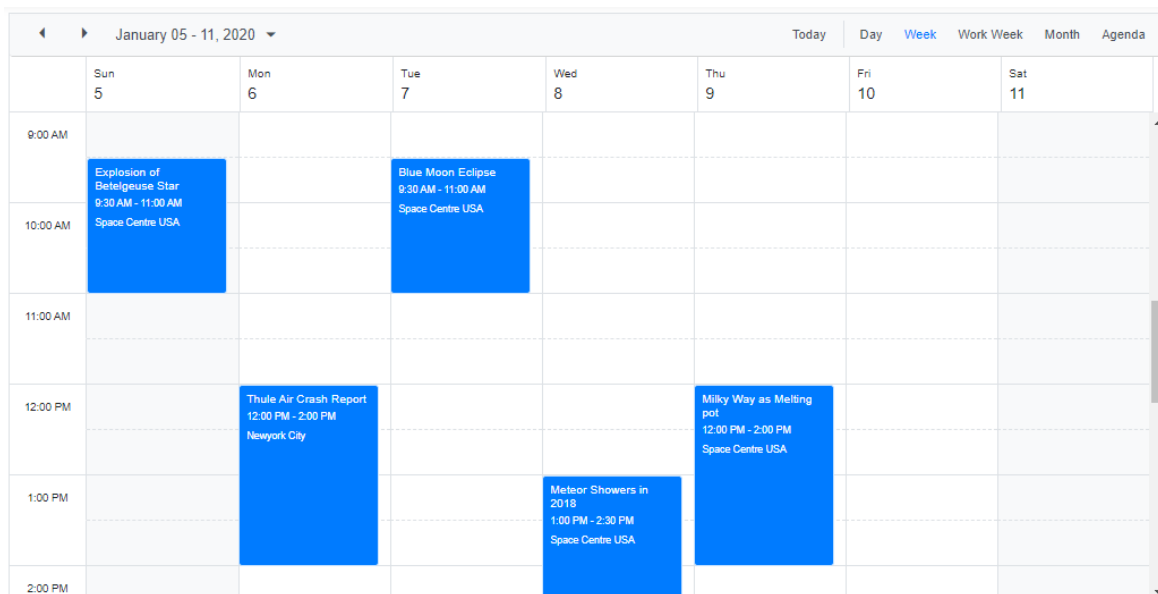 January 05 - 11, 2020
Today
Day
Week
Work Week
Month
Agenda
Sun
5
Mon
6
Tue
7
Wed
8
Thu
9
Fri
10
Sat
11
9:00 AM
10:00 AM
11:00 AM
12:00 PM
1:00 PM
2:00 PM
Explosion of
Betelgeuse Star
9:30 AM - 11:00 AM
Space Centre USA
Thule Air Crash Report
12:00 PM - 2:00 PM
Newyork City
Blue Moon Eclipse
9:30 AM - 11:00 AM
Space Centre USA
Meteor Showers in
2018
1:00 PM - 2:30 PM
Space Centre USA
Milky Way as Melting
pot
12:00 PM - 2:00 PM
Space Centre USA